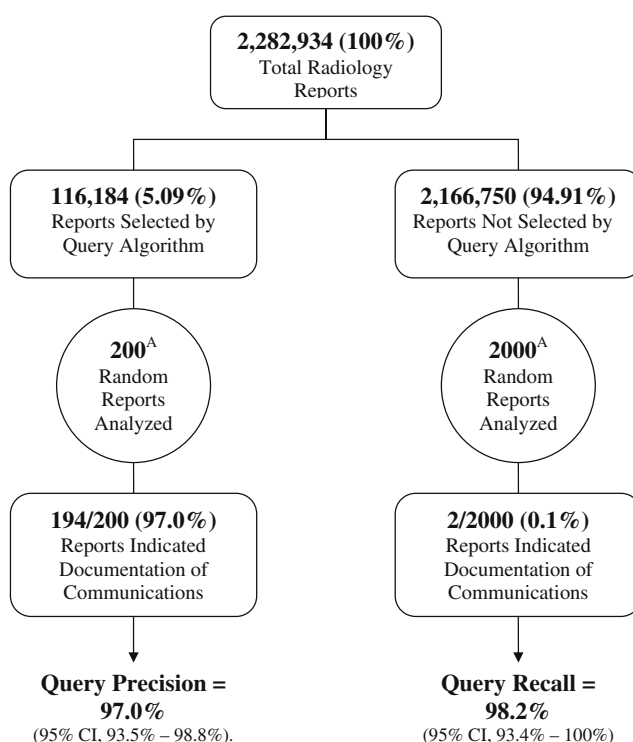 2,282,934 (100%)
Total Radiology
Reports
116,184 (5.09%)
Reports Selected by
Query Algorithm
2,166,750 (94.91%)
Reports Not Selected by
Query Algorithm
200A
Random
Reports
Analyzed
2000A
Random
Reports
Analyzed
194/200 (97.0%)
Reports Indicated
Documentation of
Communications
2/2000 (0.1%)
Reports Indicated
Documentation of
Communications
Query Precision =
97.0%
(95% CI, 93.5% – 98.8%).
Query Recall =
98.2%
(95% CI, 93.4% – 100%)